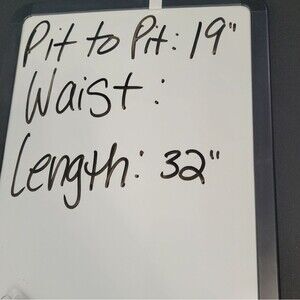 Pit to Pit: 19"
Waist:
Length: 32"